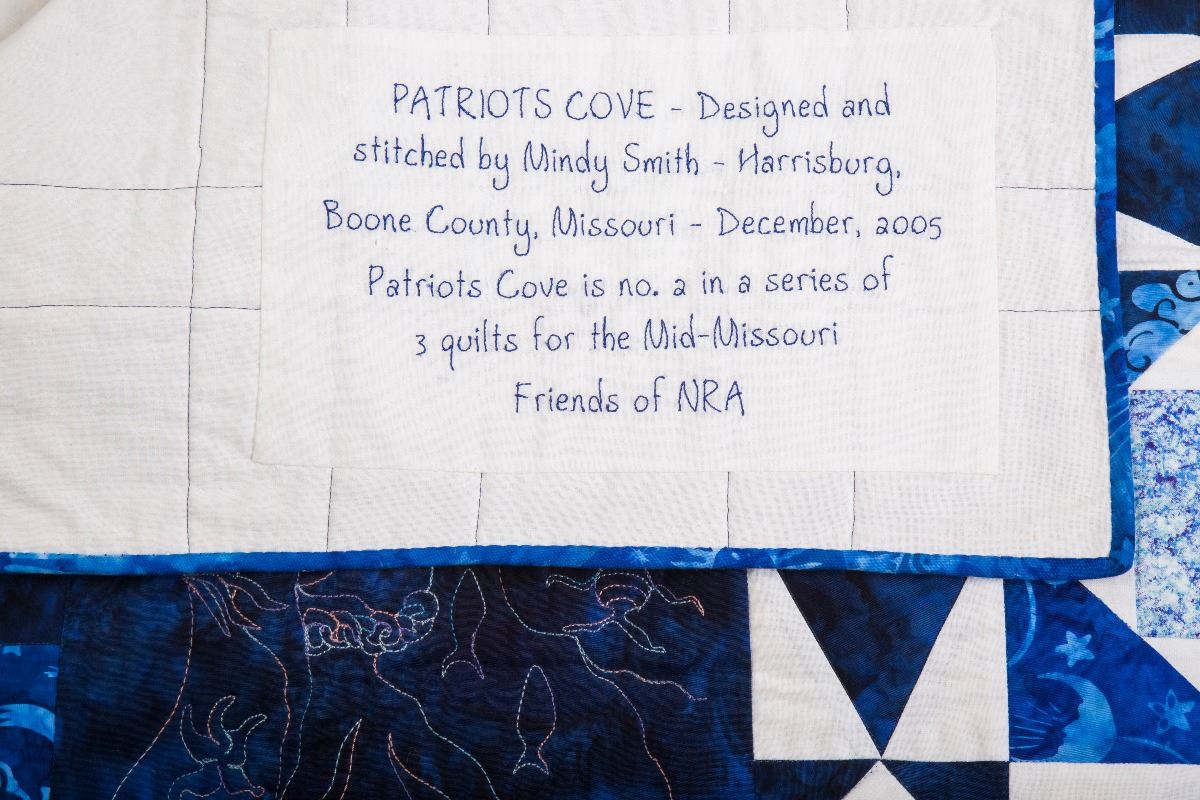 PATRIOTS COVE - Designed and
stitched by Mindy Smith - Harrisburg,
Boone County, Missouri - December, 2005
Patriots Cove is no. 2 in a series of
3 quilts for the Mid-Missouri
Friends of NRA